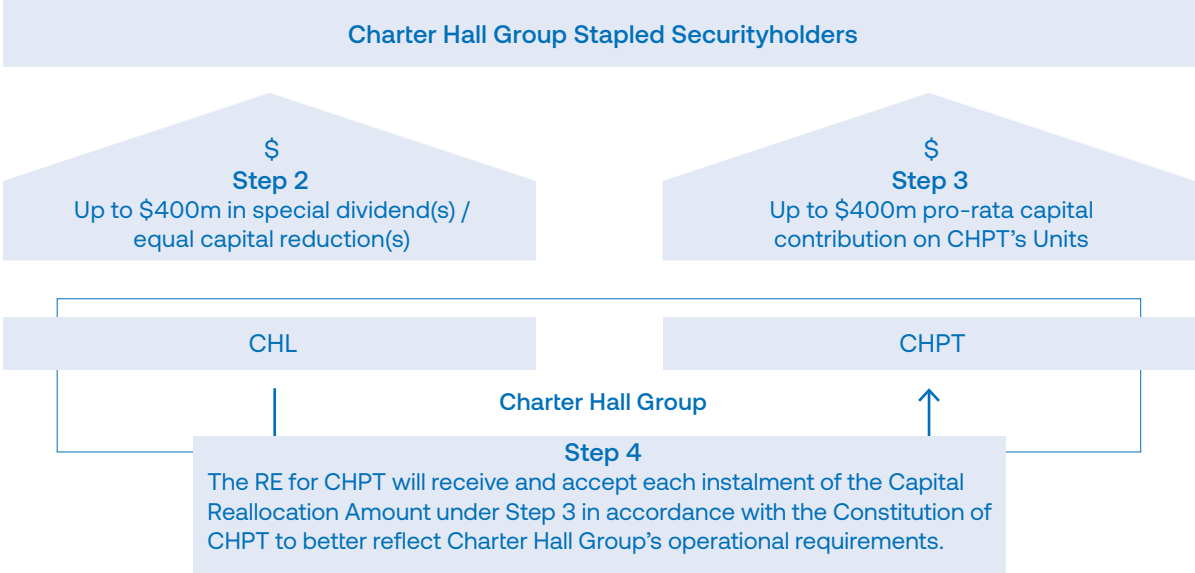 Charter Hall Group Stapled Securityholders
$
Step 2
Up to $400m in special dividend(s) /
equal capital reduction(s)
$
Step 3
Up to $400m pro-rata capital
contribution on CHPT’s Units
CHL
CHPT
Charter Hall Group
Step 4
The RE for CHPT will receive and accept each instalment of the Capital
Reallocation Amount under Step 3 in accordance with the Constitution of
CHPT to better reflect Charter Hall Group’s operational requirements.